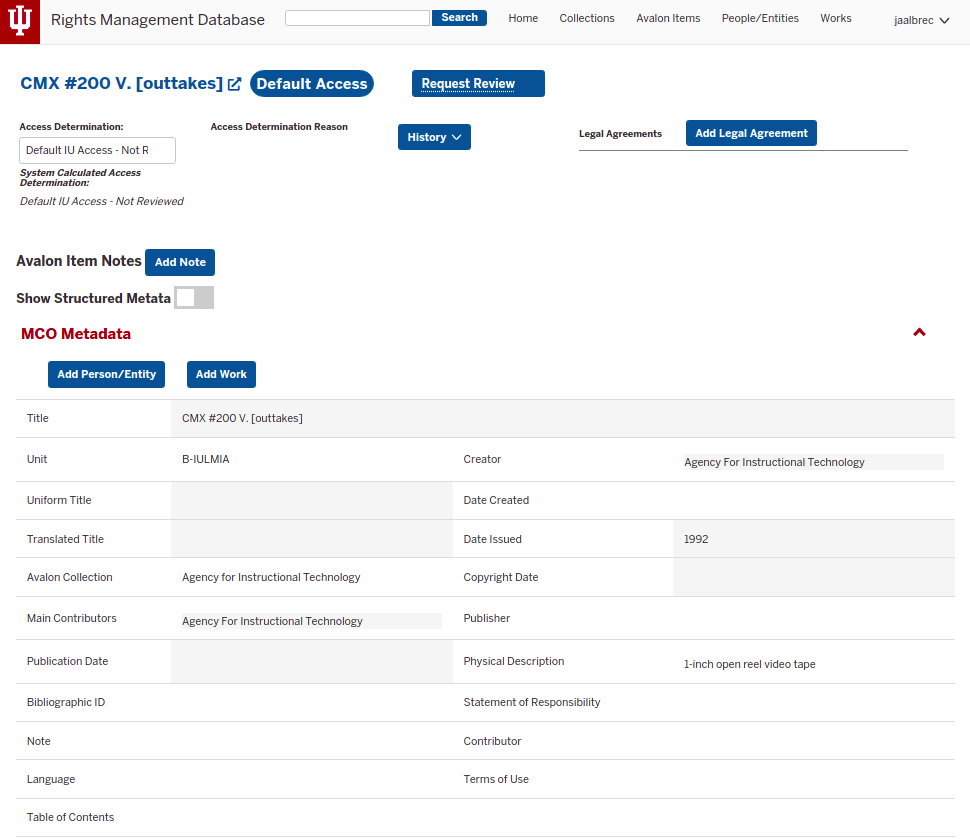 Rights Management Database
Search
Home
Collections
Avalon Items
People/Entities
Works
jaalbrec
CMX #200 V. [outtakes]
Default Access
Request Review
Access Determination:
Access Determination Reason
History
Legal Agreements
Add Legal Agreement
Default IU Access - Not R
System Calculated Access
Determination:
Default IU Access - Not Reviewed
Avalon Item Notes
Add Note
Show Structured Metata
MCO Metadata
Add Person/Entity
Add Work
Title
CMX #200 V. [outtakes]
Unit
B-IULMIA
Creator
Agency For Instructional Technology
Uniform Title
Date Created
Translated Title
Date Issued
1992
Avalon Collection
Agency for Instructional Technology
Copyright Date
Main Contributors
Agency For Instructional Technology
Publisher
Publication Date
Physical Description
1-inch open reel video tape
Bibliographic ID
Statement of Responsibility
Note
Contributor
Language
Terms of Use
Table of Contents